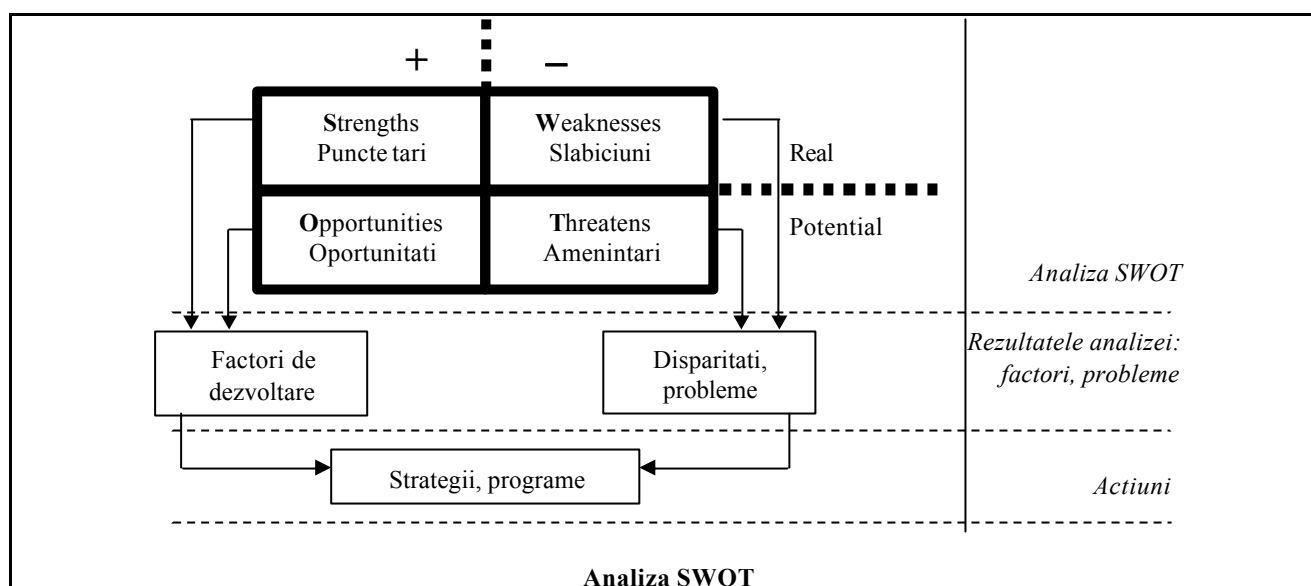 + –
Strengths
Puncte tari
Weaknesses
Slabiciuni
Real
Opportunities
Oportunitati
Threatens
Amenintari
Potential
Analiza SWOT
Factori de
dezvoltare
Disparitati,
probleme
Rezultatele analizei:
factori, probleme
Strategii, programe
Actiuni
Analiza SWOT